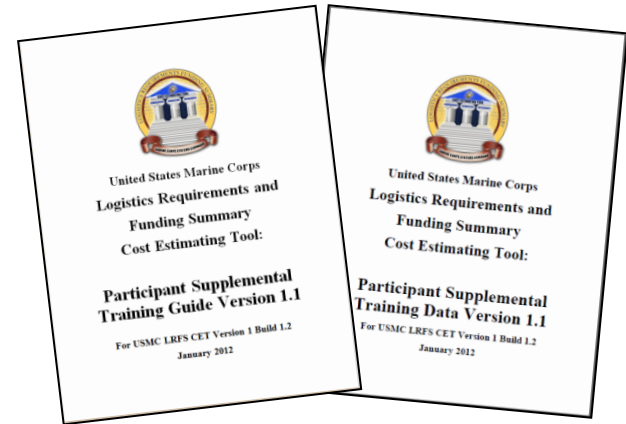 United States Marine Corps
Logistics Requirements and
Funding Summary
Cost Estimating Tool:
Participant Supplemental
Training Guide Version 1.1
For USMC LRFS CET Version 1 Build 1.2
January 2012
United States Marine Corps
Logistics Requirements and
Funding Summary
Cost Estimating Tool:
Participant Supplemental
Training Data Version 1.1
For USMC LRFS CET Version 1 Build 1.2
January 2012